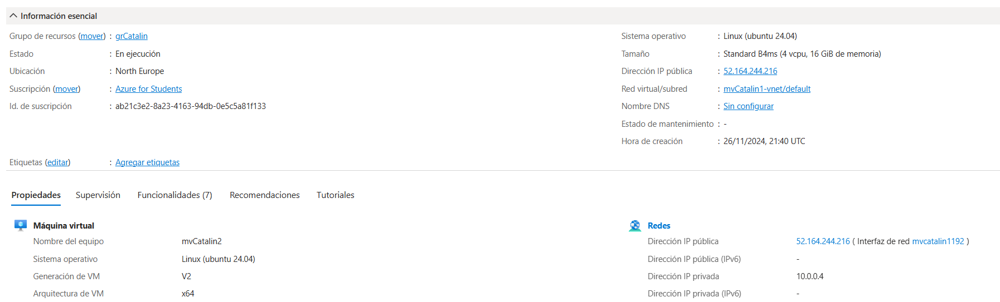 Información esencial
Grupo de recursos (mover) : grCatalin
Estado : En ejecución
Ubicación : North Europe
Suscripción (mover) : Azure for Students
Id. de suscripción : ab21c3e2-8a23-4163-94db-0e5c5a81f133
Sistema operativo : Linux (ubuntu 24.04)
Tamaño : Standard B4ms (4 vcpu, 16 GiB de memoria)
Dirección IP pública : 52.164.244.216
Red virtual/subred : mvCatalin1-vnet/default
Nombre DNS : Sin configurar
Estado de mantenimiento : -
Hora de creación : 26/11/2024, 21:40 UTC
Etiquetas (editar) : Agregar etiquetas
Propiedades Supervisión Funcionalidades (7) Recomendaciones Tutoriales
Máquina virtual
Nombre del equipo mvCatalin2
Sistema operativo Linux (ubuntu 24.04)
Generación de VM V2
Arquitectura de VM x64
Redes
Dirección IP pública 52.164.244.216 ( Interfaz de red mvcatalin1192 )
Dirección IP pública (IPv6) -
Dirección IP privada 10.0.0.4
Dirección IP privada (IPv6) -